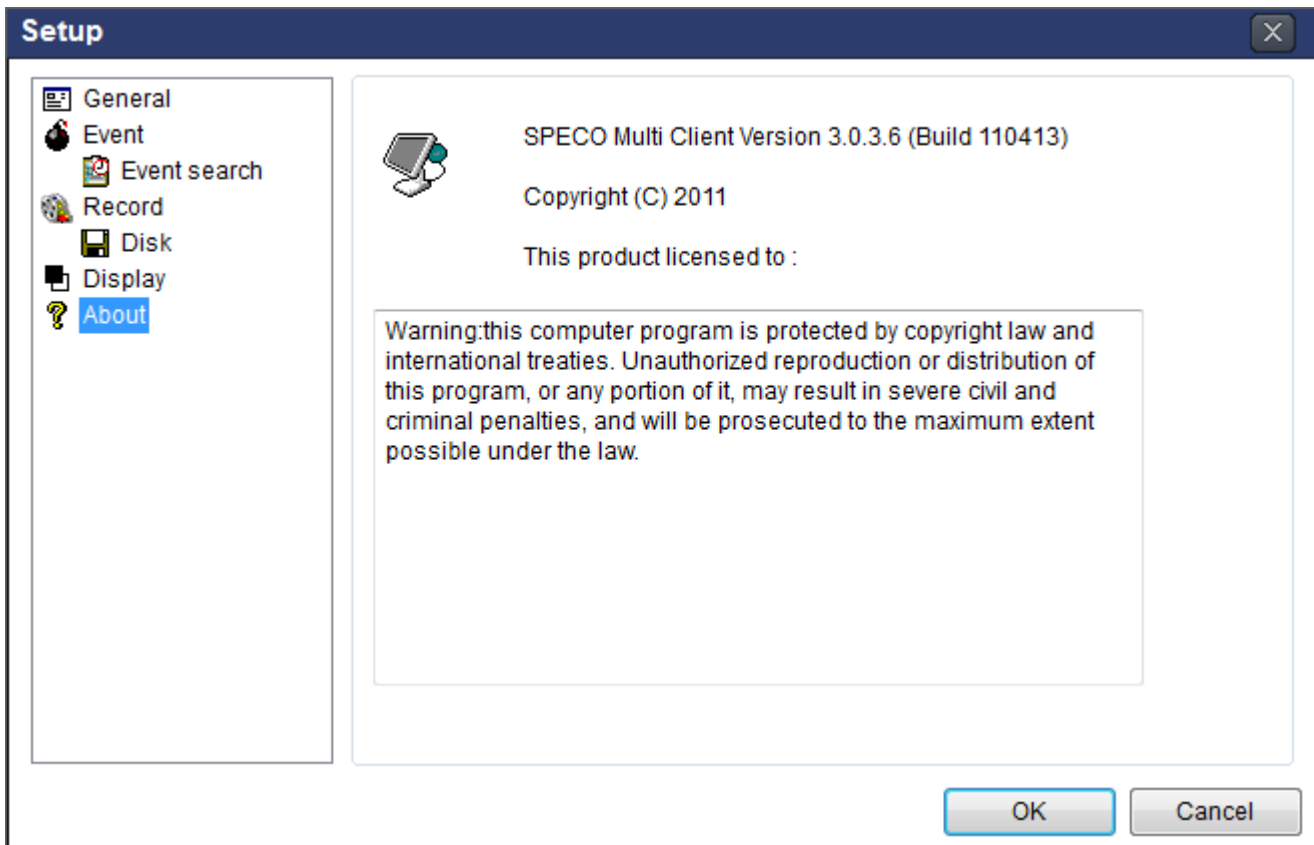 Setup
General
Event
Event search
Record
Disk
Display
About
SPECO Multi Client Version 3.0.3.6 (Build 110413)
Copyright (C) 2011
This product licensed to :
Warning:this computer program is protected by copyright law and
international treaties. Unauthorized reproduction or distribution of
this program, or any portion of it, may result in severe civil and
criminal penalties, and will be prosecuted to the maximum extent
possible under the law.
OK
Cancel